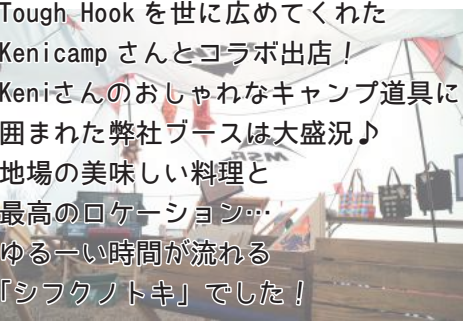 Tough Hook を世に広めてくれた
Kenicamp さんとコラボ出店！
Keniさんのおしゃれなキャンプ道具に
囲まれた弊社ブースは大盛況♪
地場の美味しい料理と
最高のロケーション…
ゆるーい時間が流れる
「シフクノトキ」でした！
MSR